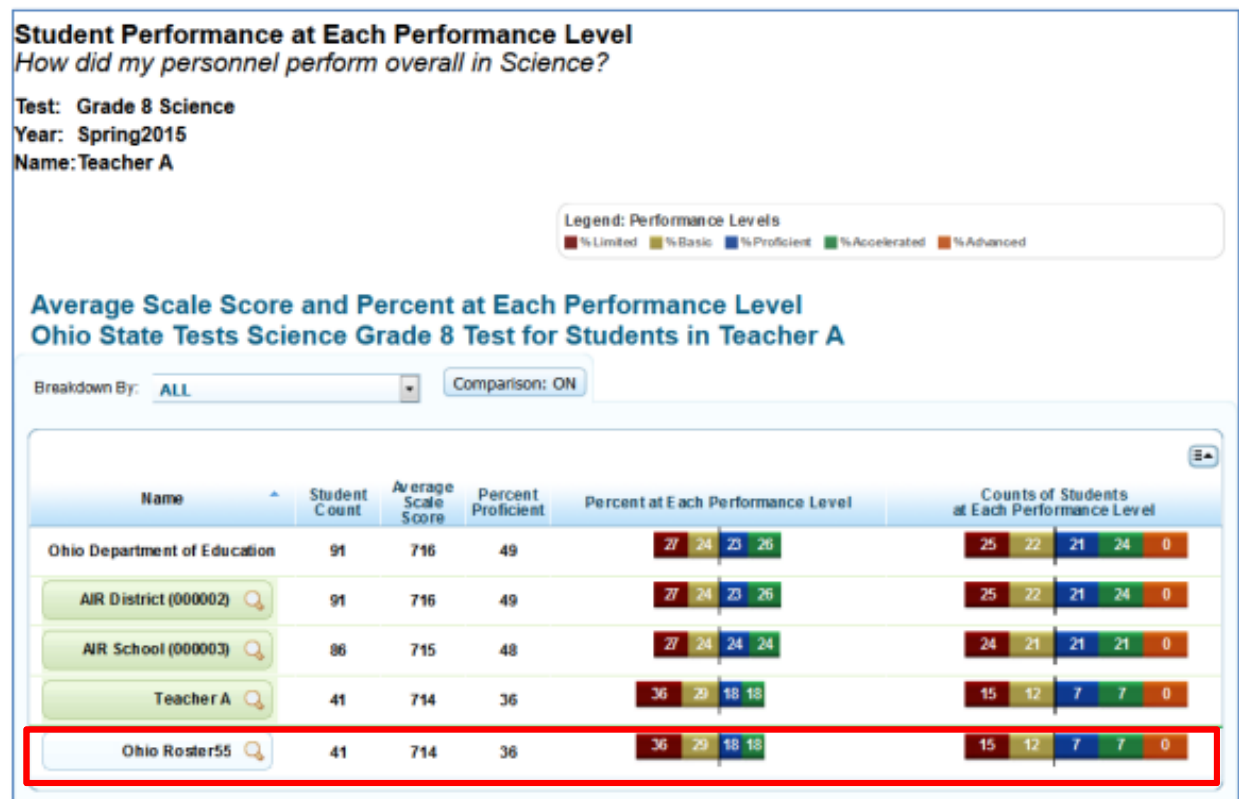 Student Performance at Each Performance Level
How did my personnel perform overall in Science?
Test: Grade 8 Science
Year: Spring2015
Name: Teacher A
Legend: Performance Levels
%Limited %Basic %Proficient %Accelerated %Advanced
Average Scale Score and Percent at Each Performance Level
Ohio State Tests Science Grade 8 Test for Students in Teacher A
Breakdown By: ALL Comparison: ON
Name Student Count Average Scale Score Percent Proficient Percent at Each Performance Level Counts of Students at Each Performance Level
Ohio Department of Education 91 716 49 27 24 23 26 25 22 21 24 0
AIR District (000002) 91 716 49 27 24 23 26 25 22 21 24 0
AIR School (000003) 86 715 48 27 24 24 24 24 21 21 21 0
Teacher A 41 714 36 36 29 18 18 15 12 7 7 0
Ohio Roster55 41 714 36 36 29 18 18 15 12 7 7 0